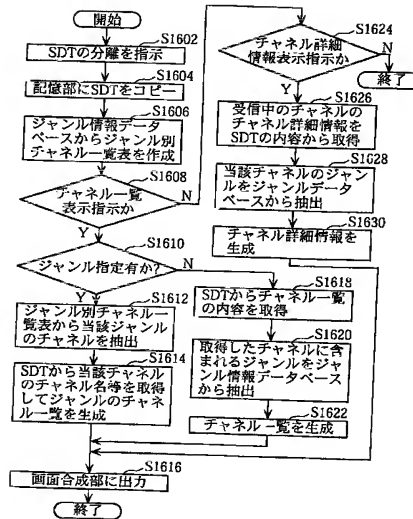 開始
S1602
SDTの分離を指示
S1604
記憶部にSDTをコピー
S1606
ジャンル情報データ
ベースからジャンル別
チャネル一覧表を作成
S1608
チャネル一覧
表示指示か
N
Y
S1610
ジャンル指定有か?
N
Y
S1612
ジャンル別チャネル一
覧表から当該ジャンル
のチャネルを抽出
S1614
SDTから当該チャネル
のチャネル名等を取得
してジャンルのチャネ
ル一覧を生成
S1616
画面合成部に出力
終了
S1618
SDTからチャネル一覧
の内容を取得
S1620
取得したチャネルに含
まれるジャンルをジャ
ンル情報データベース
から抽出
S1622
チャネル一覧を生成
S1624
チャネル詳細
情報表示指示か
N
終了
Y
S1626
受信中のチャネルの
チャネル詳細情報を
SDTの内容から取得
S1628
当該チャネルのジャン
ルをジャンルデータベ
ースから抽出
S1630
チャネル詳細情報を
生成